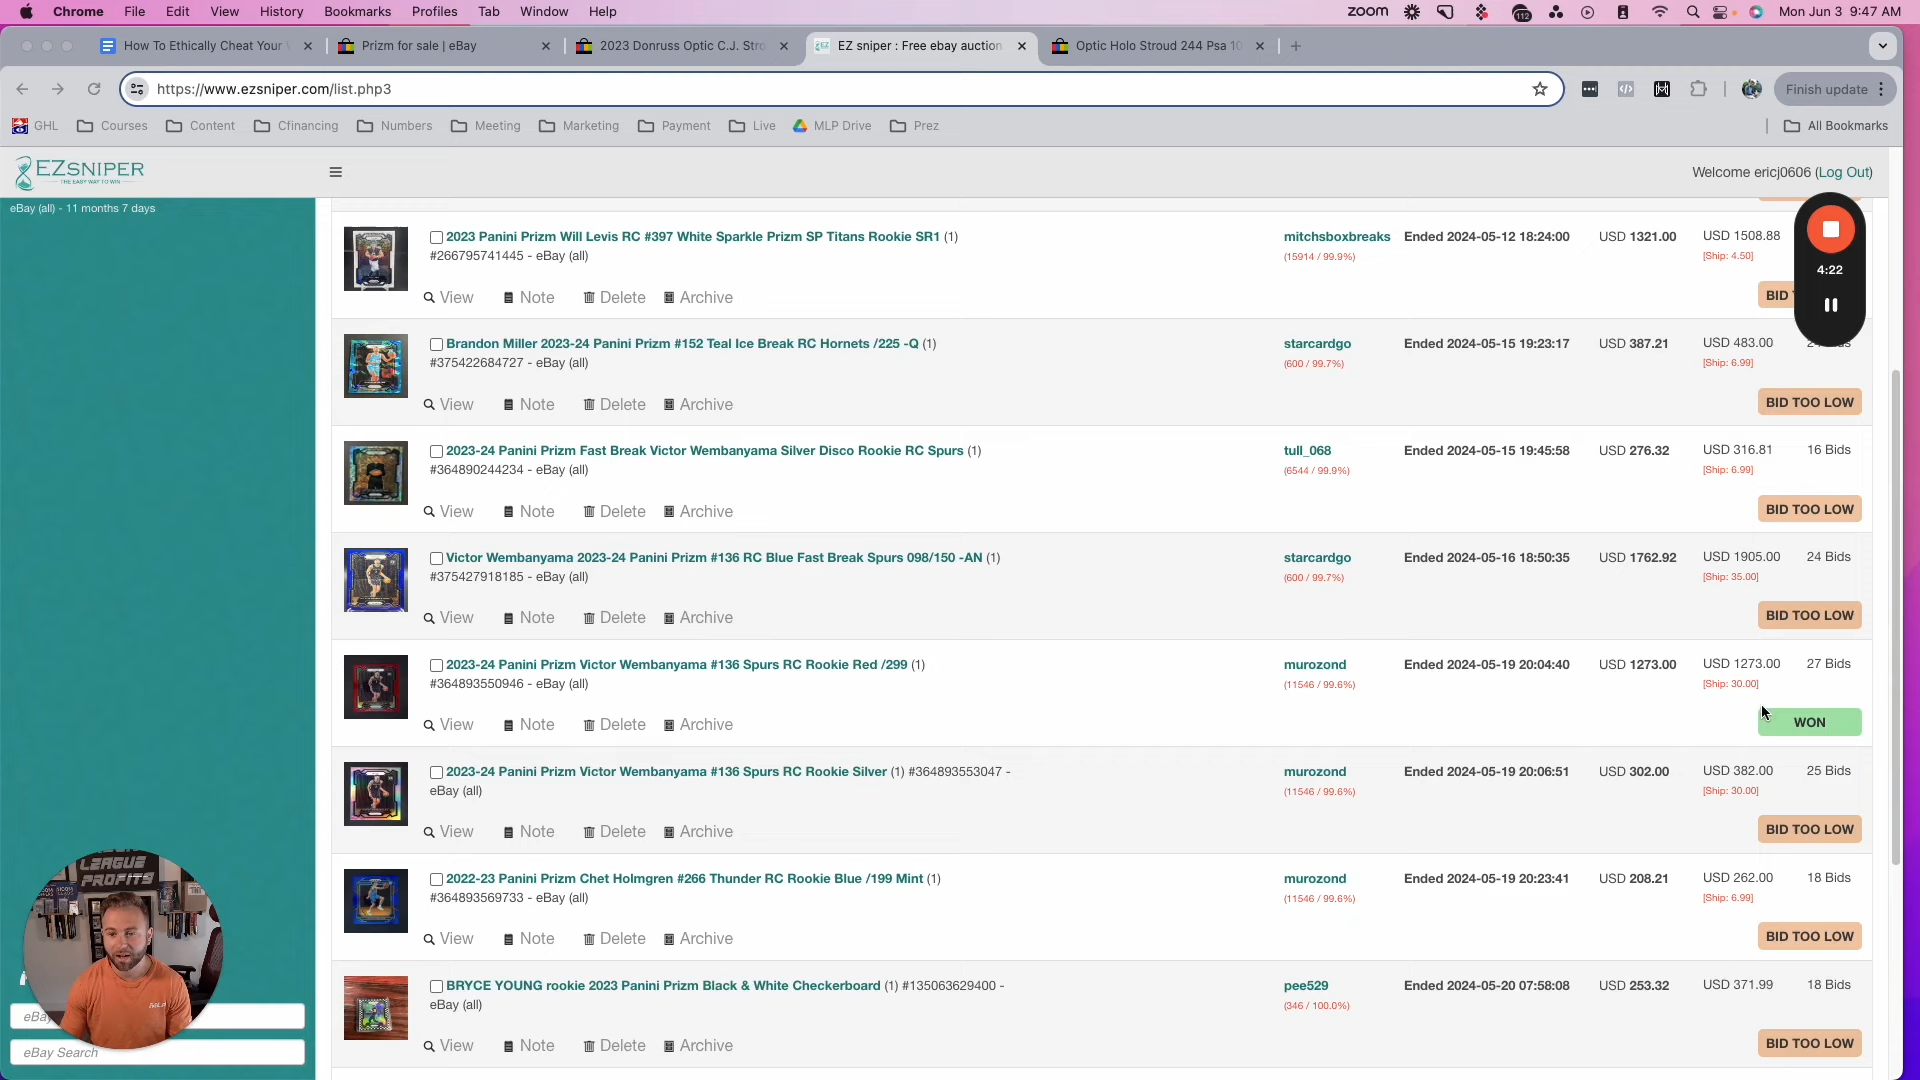 Chrome File Edit View History Bookmarks Profiles Tab Window Help
zoom 112 Mon Jun 3 9:47 AM
How To Ethically Cheat Your
Prizm for sale | eBay
2023 Donruss Optic C.J. Stro
EZ sniper : Free ebay auction
Optic Holo Stroud 244 Psa 10
https://www.ezsniper.com/list.php3
Finish update
GHL Courses Content Cfinancing Numbers Meeting Marketing Payment Live MLP Drive Prez All Bookmarks
EZSNIPER
THE EASY WAY TO WIN
Welcome ericj0606 (Log Out)
eBay (all) - 11 months 7 days
4:22
2023 Panini Prizm Will Levis RC #397 White Sparkle Prizm SP Titans Rookie SR1 (1) mitchsboxbreaks Ended 2024-05-12 18:24:00 USD 1321.00 USD 1508.88
#266795741445 - eBay (all) (15914 / 99.9%) [Ship: 4.50]
View Note Delete Archive BID
Brandon Miller 2023-24 Panini Prizm #152 Teal Ice Break RC Hornets /225 -Q (1) starcardgo Ended 2024-05-15 19:23:17 USD 387.21 USD 483.00
#375422684727 - eBay (all) (600 / 99.7%) [Ship: 6.99]
View Note Delete Archive BID TOO LOW
2023-24 Panini Prizm Fast Break Victor Wembanyama Silver Disco Rookie RC Spurs (1) tull_068 Ended 2024-05-15 19:45:58 USD 276.32 USD 316.81 16 Bids
#364890244234 - eBay (all) (6544 / 99.9%) [Ship: 6.99]
View Note Delete Archive BID TOO LOW
Victor Wembanyama 2023-24 Panini Prizm #136 RC Blue Fast Break Spurs 098/150 -AN (1) starcardgo Ended 2024-05-16 18:50:35 USD 1762.92 USD 1905.00 24 Bids
#375427918185 - eBay (all) (600 / 99.7%) [Ship: 35.00]
View Note Delete Archive BID TOO LOW
2023-24 Panini Prizm Victor Wembanyama #136 Spurs RC Rookie Red /299 (1) murozond Ended 2024-05-19 20:04:40 USD 1273.00 USD 1273.00 27 Bids
#364893550946 - eBay (all) (11546 / 99.6%) [Ship: 30.00]
View Note Delete Archive WON
2023-24 Panini Prizm Victor Wembanyama #136 Spurs RC Rookie Silver (1) #364893553047 - murozond Ended 2024-05-19 20:06:51 USD 302.00 USD 382.00 25 Bids
eBay (all) (11546 / 99.6%) [Ship: 30.00]
View Note Delete Archive BID TOO LOW
2022-23 Panini Prizm Chet Holmgren #266 Thunder RC Rookie Blue /199 Mint (1) murozond Ended 2024-05-19 20:23:41 USD 208.21 USD 262.00 18 Bids
#364893569733 - eBay (all) (11546 / 99.6%) [Ship: 6.99]
View Note Delete Archive BID TOO LOW
BRYCE YOUNG rookie 2023 Panini Prizm Black & White Checkerboard (1) #135063629400 - pee529 Ended 2024-05-20 07:58:08 USD 253.32 USD 371.99 18 Bids
eBay (all) (346 / 100.0%)
View Note Delete Archive BID TOO LOW
LEAGUE
PROFITS
eBay
eBay Search